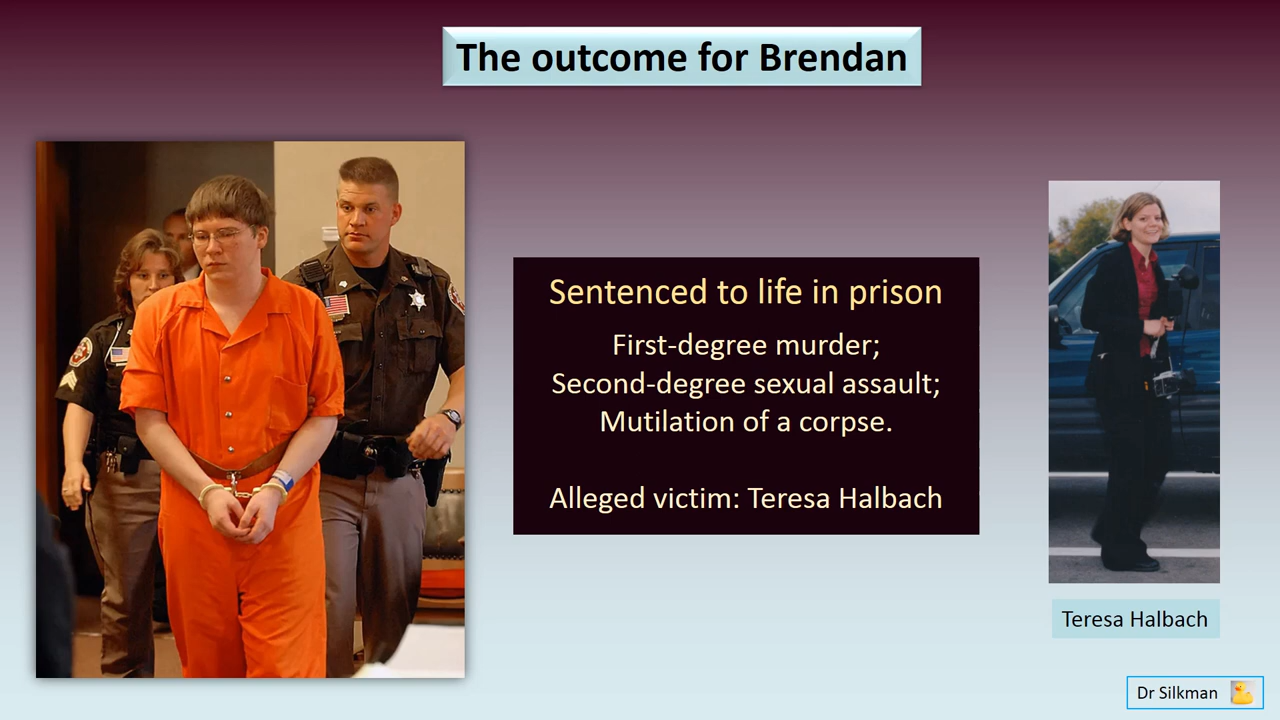 The outcome for Brendan
Sentenced to life in prison
First-degree murder;
Second-degree sexual assault;
Mutilation of a corpse.
Alleged victim: Teresa Halbach
Teresa Halbach
Dr Silkman